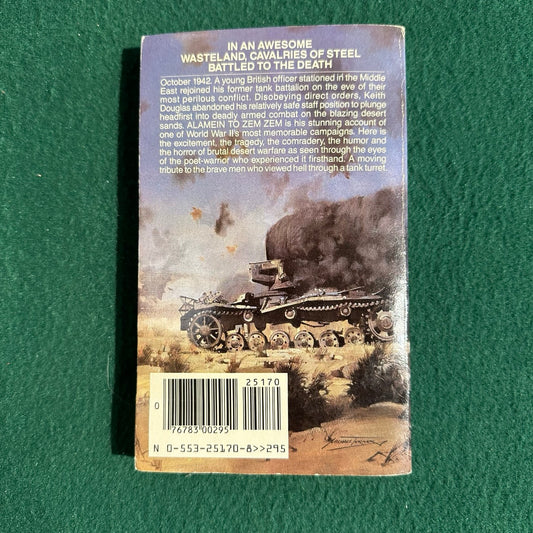 IN AN AWESOME
WASTELAND, CAVALRIES OF STEEL
BATTLED TO THE DEATH
October 1942. A young British officer stationed in the Middle
East rejoined his former tank battalion on the eve of their
most perilous conflict. Disobeying direct orders, Keith
Douglas abandoned his relatively safe staff position to plunge
headfirst into deadly armed combat on the blazing desert
sands. ALAMEIN TO ZEM ZEM is his stunning account of
one of World War II's most memorable campaigns. Here is
the excitement, the tragedy, the comradery, the humor and
the horror of brutal desert warfare as seen through the eyes
of the poet-warrior who experienced it firsthand. A moving
tribute to the brave men who viewed hell through a tank turret.
25170
0
76783 00295
N 0-553-25170-8>>295